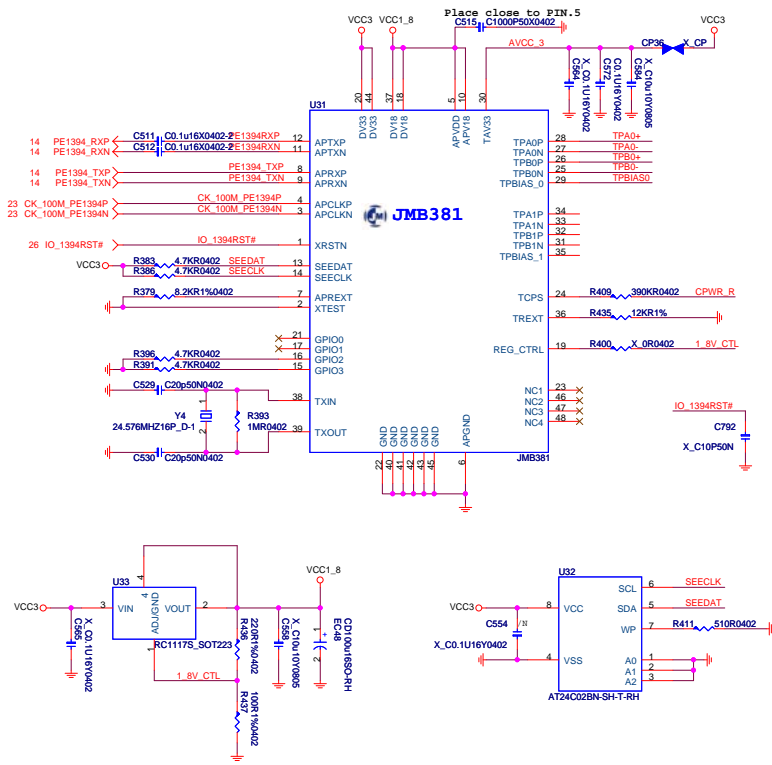 Place close to PIN.5
VCC3
VCC1_8
C515
C1000P50X0402
VCC3
AVCC_3
CP36
X_CP
C564
X_C0.1U16Y0402
C572
C0.1U16Y0402
C584
X_C10u10Y0805
U31
20
44
37
18
5
10
30
DV33
DV33
DV18
DV18
APVDD
APV18
TAV33
14 PE1394_RXP
C511
C0.1u16X0402-2
PE1394RXP
12
APTXP
14 PE1394_RXN
C512
C0.1u16X0402-2
PE1394RXN
11
APTXN
14 PE1394_TXP
PE1394_TXP
8
APRXP
14 PE1394_TXN
PE1394_TXN
9
APRXN
23 CK_100M_PE1394P
CK_100M_PE1394P
4
APCLKP
23 CK_100M_PE1394N
CK_100M_PE1394N
3
APCLKN
26 IO_1394RST#
IO_1394RST#
1
XRSTN
VCC3
R383
4.7KR0402
SEEDAT
13
SEEDAT
R386
4.7KR0402
SEECLK
14
SEECLK
R379
8.2KR1%0402
7
APREXT
2
XTEST
21
GPIO0
17
GPIO1
R396
4.7KR0402
16
GPIO2
R391
4.7KR0402
15
GPIO3
C529
C20p50N0402
38
TXIN
1
Y4
24.576MHZ16P_D-1
2
R393
1MR0402
39
TXOUT
C530
C20p50N0402
JM
JMB381
TPA0P
28
TPA0+
TPA0N
27
TPA0-
TPB0P
26
TPB0+
TPB0N
25
TPB0-
TPBIAS_0
29
TPBIAS0
TPA1P
34
TPA1N
33
TPB1P
32
TPB1N
31
TPBIAS_1
35
TCPS
24
R409
390KR0402
CPWR_R
TREXT
36
R435
12KR1%
REG_CTRL
19
R400
X_0R0402
1_8V_CTL
NC1
23
NC2
46
NC3
47
NC4
48
GND
GND
GND
GND
GND
GND
APGND
22
40
41
42
43
45
6
JMB381
IO_1394RST#
C792
X_C10P50N
U33
VCC3
3
VIN
4
4
ADJ/GND
1
VOUT
2
RC1117S_SOT223
C565
X_C0.1U16Y0402
1_8V_CTL
R436
220R1%0402
R437
100R1%0402
C558
X_C10u10Y0805
VCC1_8
1
+
2
EC48
CD100u16SO-RH
U32
VCC3
C554
/N
X_C0.1U16Y0402
8
VCC
4
VSS
SCL
6
SEECLK
SDA
5
SEEDAT
WP
7
R411
510R0402
A0
1
A1
2
A2
3
AT24C02BN-SH-T-RH